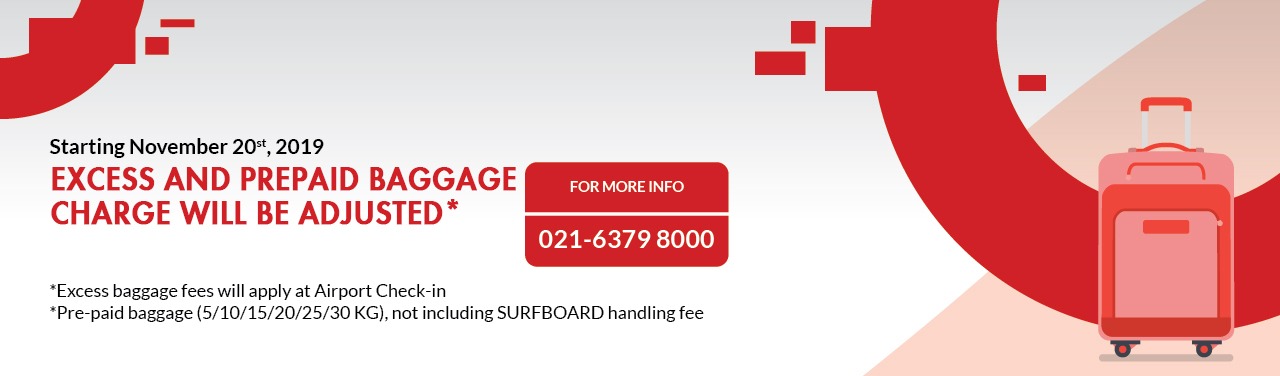 Starting November 20st, 2019
EXCESS AND PREPAID BAGGAGE
CHARGE WILL BE ADJUSTED*
FOR MORE INFO
021-6379 8000
*Excess baggage fees will apply at Airport Check-in
*Pre-paid baggage (5/10/15/20/25/30 KG), not including SURFBOARD handling fee